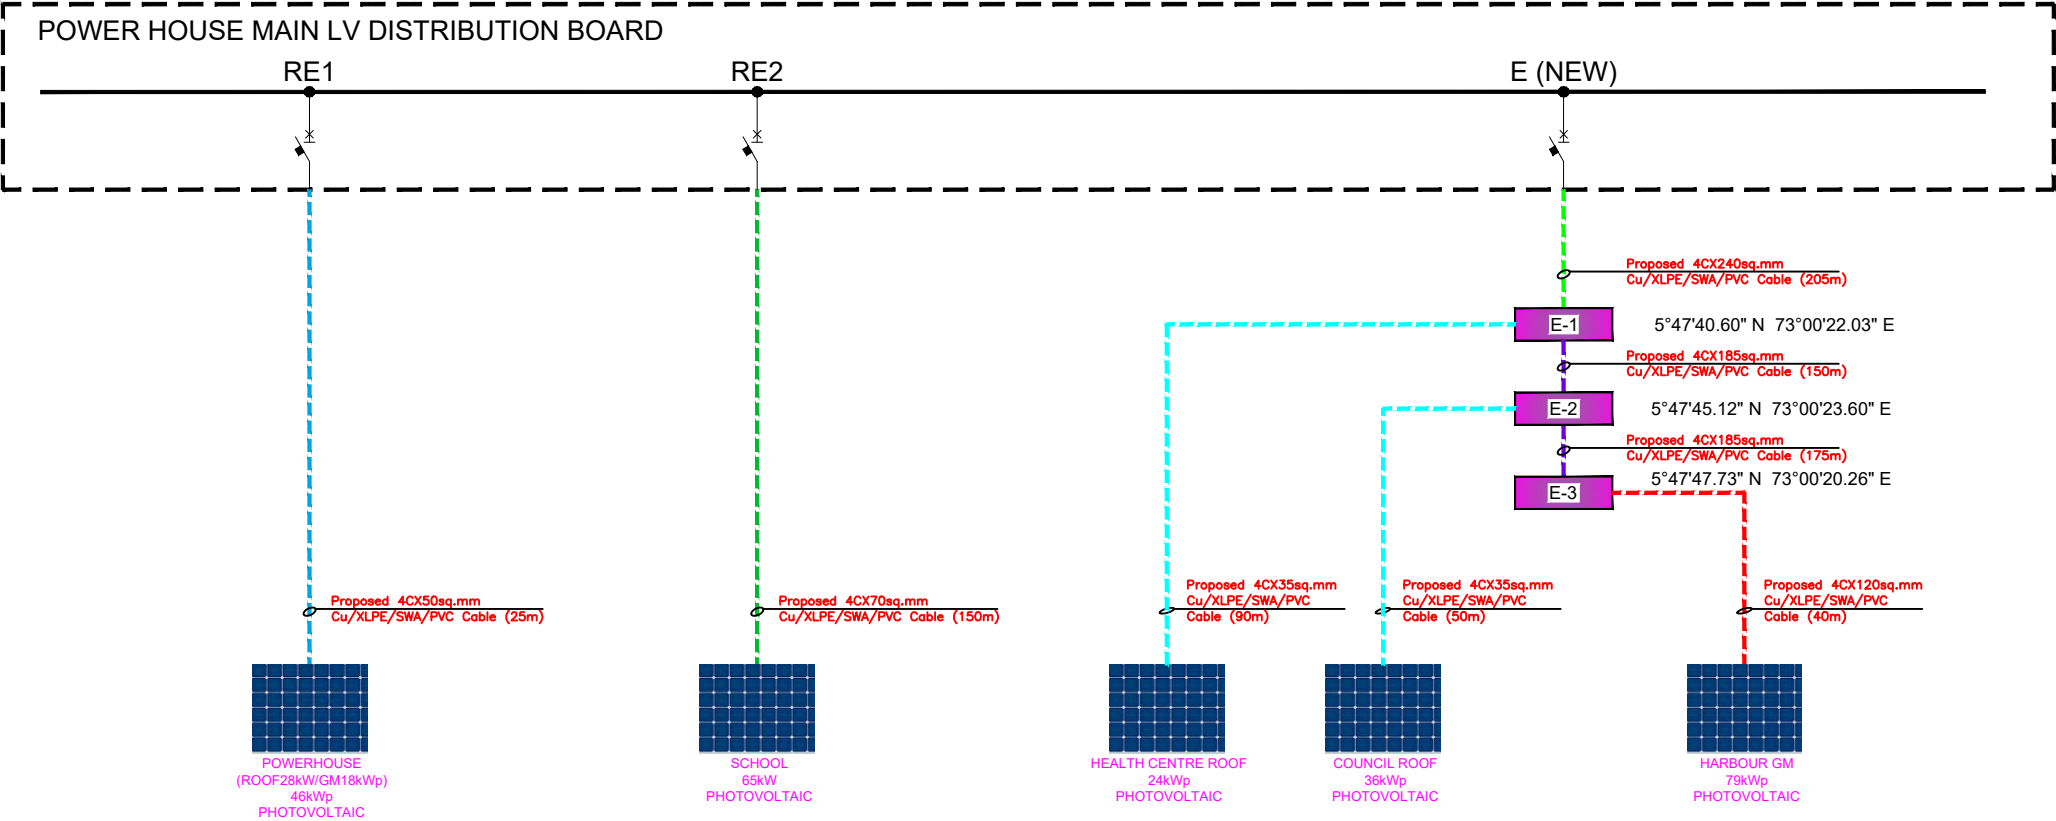 POWER HOUSE MAIN LV DISTRIBUTION BOARD
RE1
RE2
E (NEW)
Proposed 4CX240sq.mm
Cu/XLPE/SWA/PVC Cable (205m)
E-1
5°47'40.60" N 73°00'22.03" E
Proposed 4CX185sq.mm
Cu/XLPE/SWA/PVC Cable (150m)
E-2
5°47'45.12" N 73°00'23.60" E
Proposed 4CX185sq.mm
Cu/XLPE/SWA/PVC Cable (175m)
5°47'47.73" N 73°00'20.26" E
E-3
Proposed 4CX50sq.mm
Cu/XLPE/SWA/PVC Cable (25m)
Proposed 4CX70sq.mm
Cu/XLPE/SWA/PVC Cable (150m)
Proposed 4CX35sq.mm
Cu/XLPE/SWA/PVC
Cable (90m)
Proposed 4CX35sq.mm
Cu/XLPE/SWA/PVC
Cable (50m)
Proposed 4CX120sq.mm
Cu/XLPE/SWA/PVC
Cable (40m)
POWERHOUSE
(ROOF28kW/GM18kWp)
46kWp
PHOTOVOLTAIC
SCHOOL
65kW
PHOTOVOLTAIC
HEALTH CENTRE ROOF
24kWp
PHOTOVOLTAIC
COUNCIL ROOF
36kWp
PHOTOVOLTAIC
HARBOUR GM
79kWp
PHOTOVOLTAIC